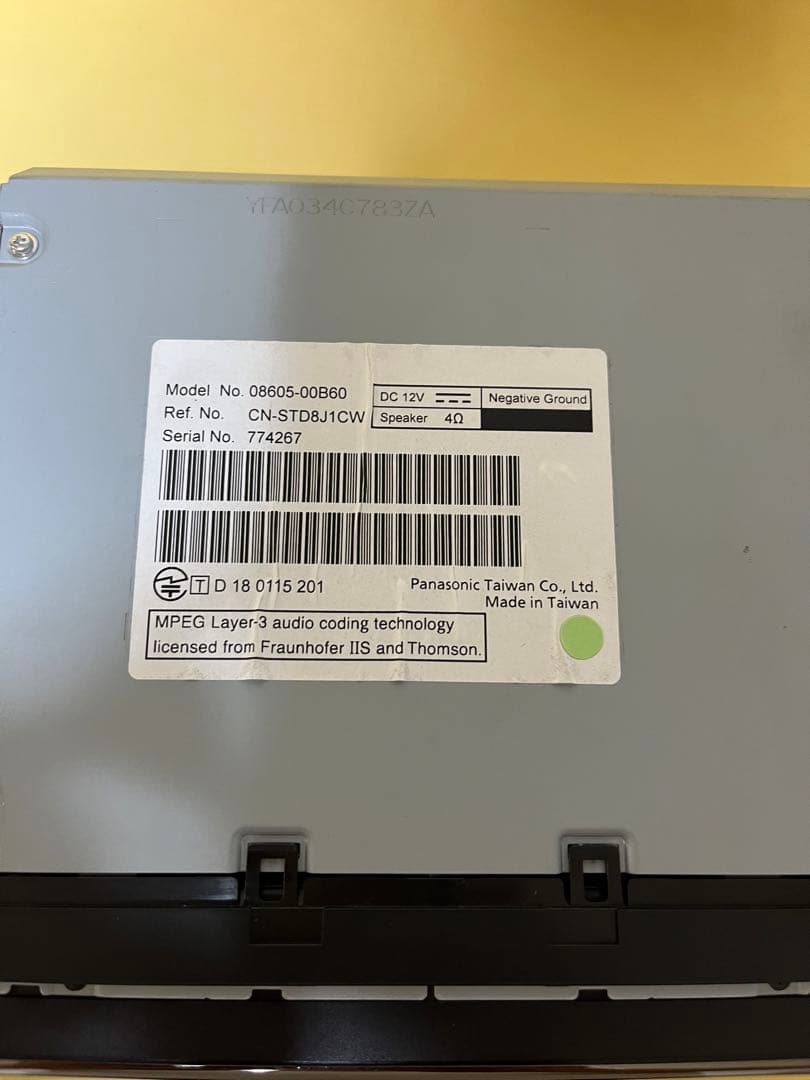 YFA034C783ZA
Model No. 08605-00B60
Ref. No. CN-STD8J1CW
Serial No. 774267
DC 12V
Negative Ground
Speaker 4Ω
T D 18 0115 201
Panasonic Taiwan Co., Ltd.
Made in Taiwan
MPEG Layer-3 audio coding technology
licensed from Fraunhofer IIS and Thomson.